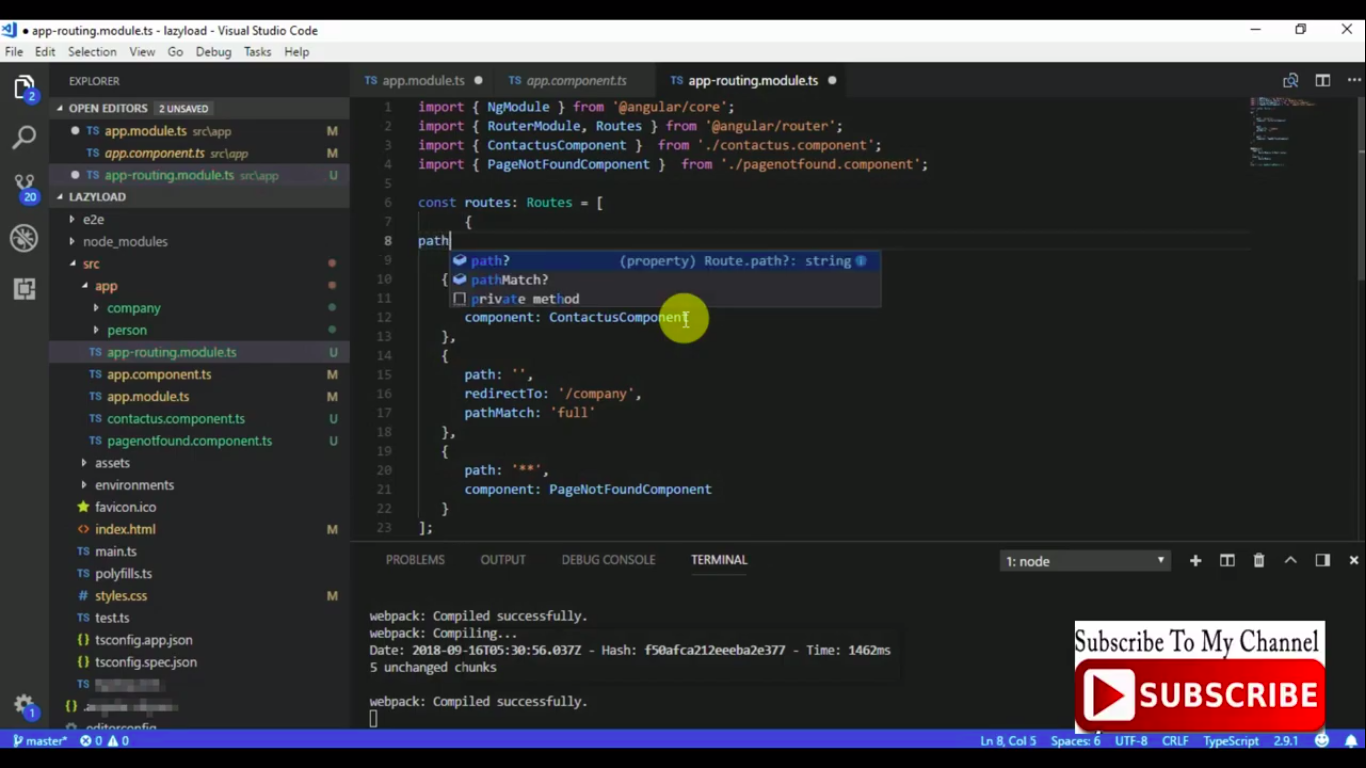 ● app-routing.module.ts - lazyload - Visual Studio Code
File Edit Selection View Go Debug Tasks Help
EXPLORER
OPEN EDITORS 2 UNSAVED
● TS app.module.ts src\app M
TS app.component.ts src\app M
● TS app-routing.module.ts src\app U
LAZYLOAD
e2e
node_modules
src
app
company
person
TS app-routing.module.ts U
TS app.component.ts M
TS app.module.ts M
TS contactus.component.ts U
TS pagenotfound.component.ts U
assets
environments
favicon.ico
<> index.html M
TS main.ts
TS polyfills.ts
# styles.css M
TS test.ts
{} tsconfig.app.json
{} tsconfig.spec.json
TS
{}
.editorconfig
2
20
1
TS app.module.ts ● TS app.component.ts TS app-routing.module.ts ●
1 import { NgModule } from '@angular/core';
2 import { RouterModule, Routes } from '@angular/router';
3 import { ContactusComponent } from './contactus.component';
4 import { PageNotFoundComponent } from './pagenotfound.component';
5
6 const routes: Routes = [
7 {
8 path
9 path? (property) Route.path?: string
10 { pathMatch?
11 private method
12 component: ContactusComponent
13 },
14 {
15 path: '',
16 redirectTo: '/company',
17 pathMatch: 'full'
18 },
19 {
20 path: '**',
21 component: PageNotFoundComponent
22 }
23 ];
PROBLEMS OUTPUT DEBUG CONSOLE TERMINAL 1: node
webpack: Compiled successfully.
webpack: Compiling...
Date: 2018-09-16T05:30:56.037Z - Hash: f50afca212eeeba2e377 - Time: 1462ms
5 unchanged chunks
webpack: Compiled successfully.
Subscribe To My Channel
SUBSCRIBE
master* 0 0 Ln 8, Col 5 Spaces: 6 UTF-8 CRLF TypeScript 2.9.1